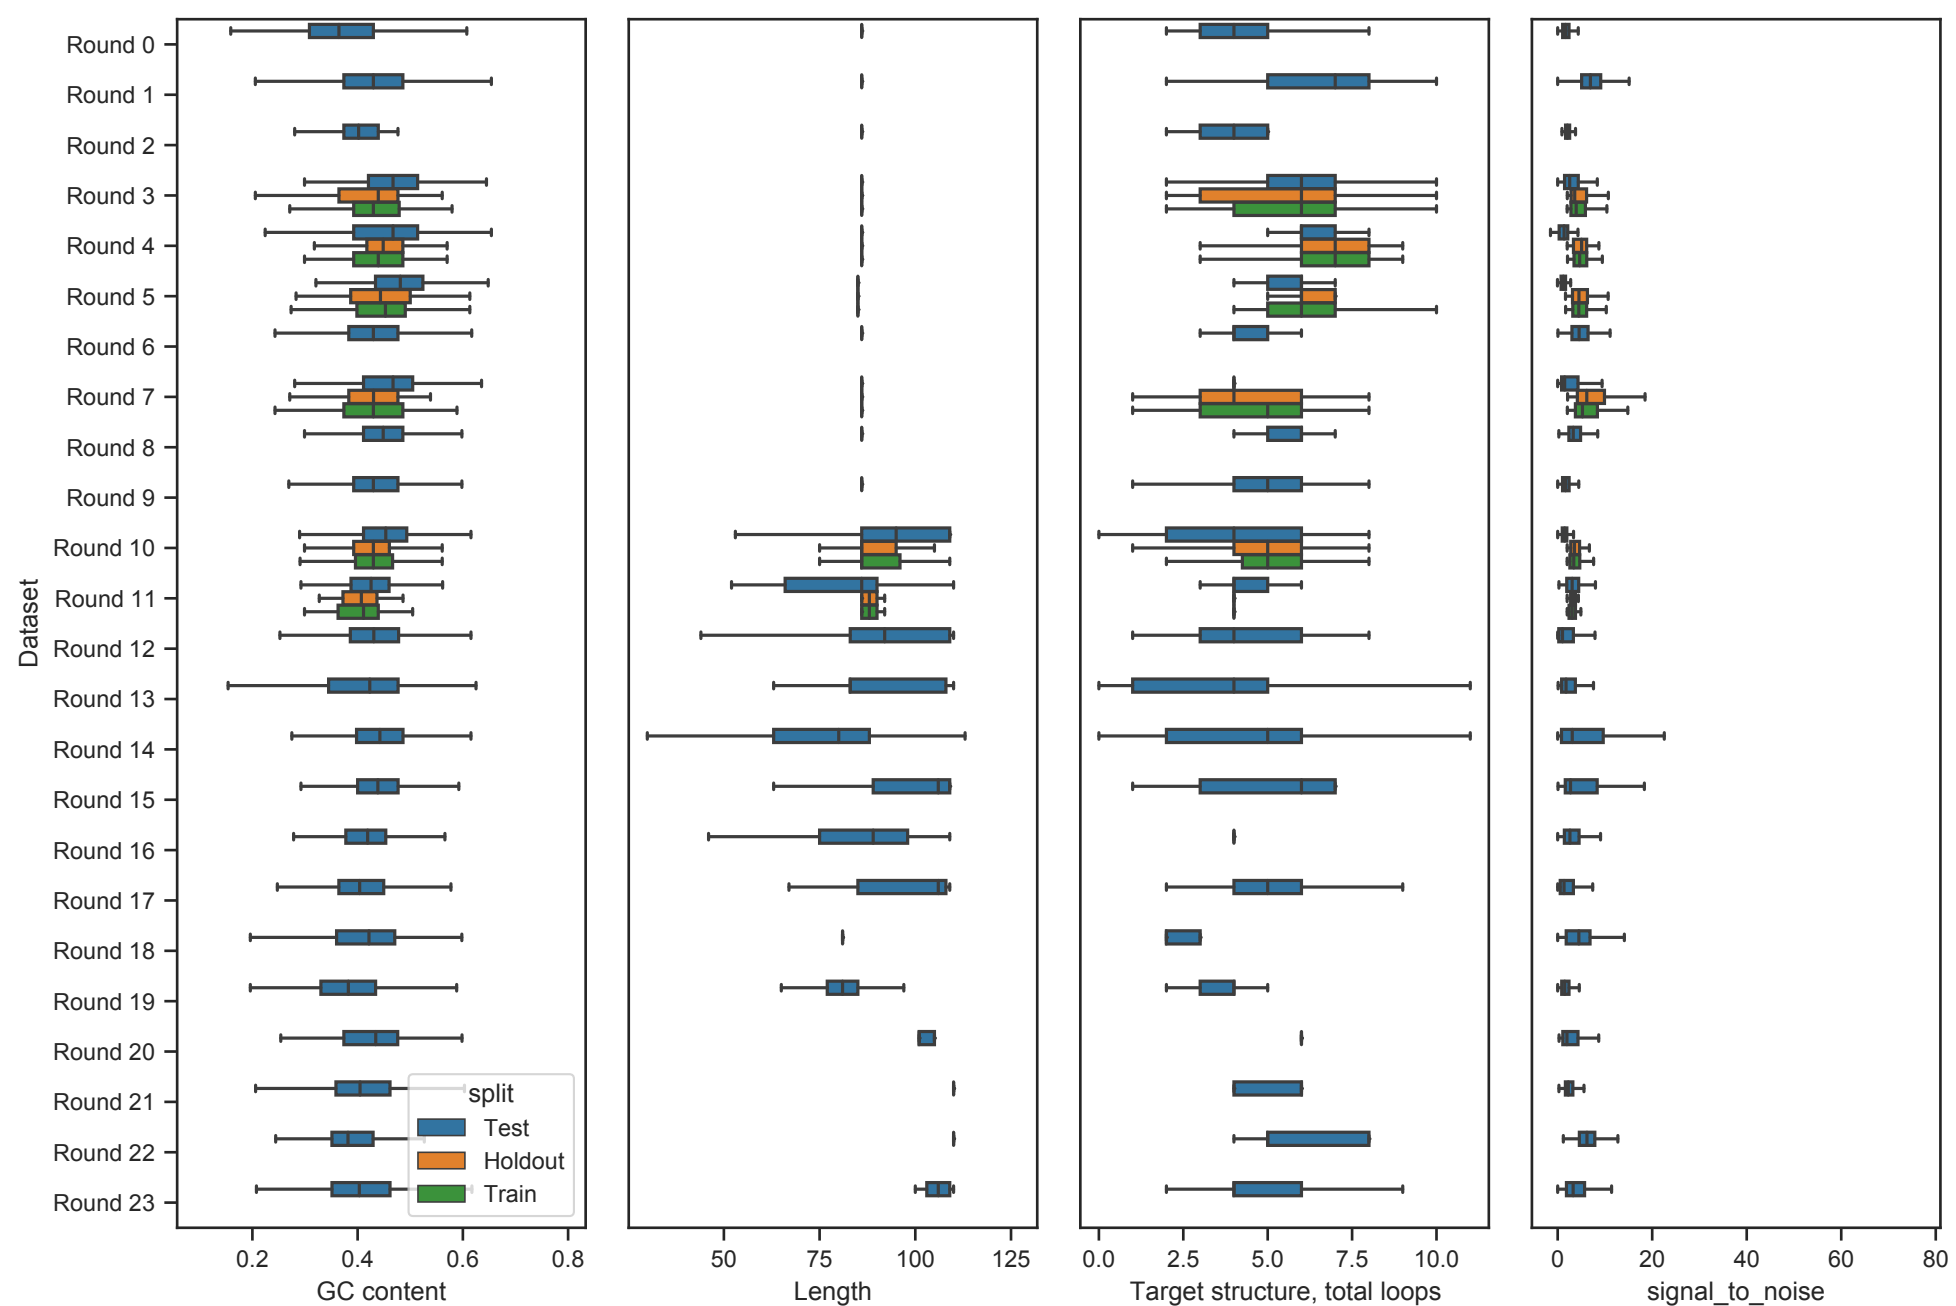 Dataset
Round 0
Round 1
Round 2
Round 3
Round 4
Round 5
Round 6
Round 7
Round 8
Round 9
Round 10
Round 11
Round 12
Round 13
Round 14
Round 15
Round 16
Round 17
Round 18
Round 19
Round 20
Round 21
Round 22
Round 23
split
Test
Holdout
Train
0.2 0.4 0.6 0.8
GC content
50 75 100 125
Length
0.0 2.5 5.0 7.5 10.0
Target structure, total loops
0 20 40 60 80
signal_to_noise